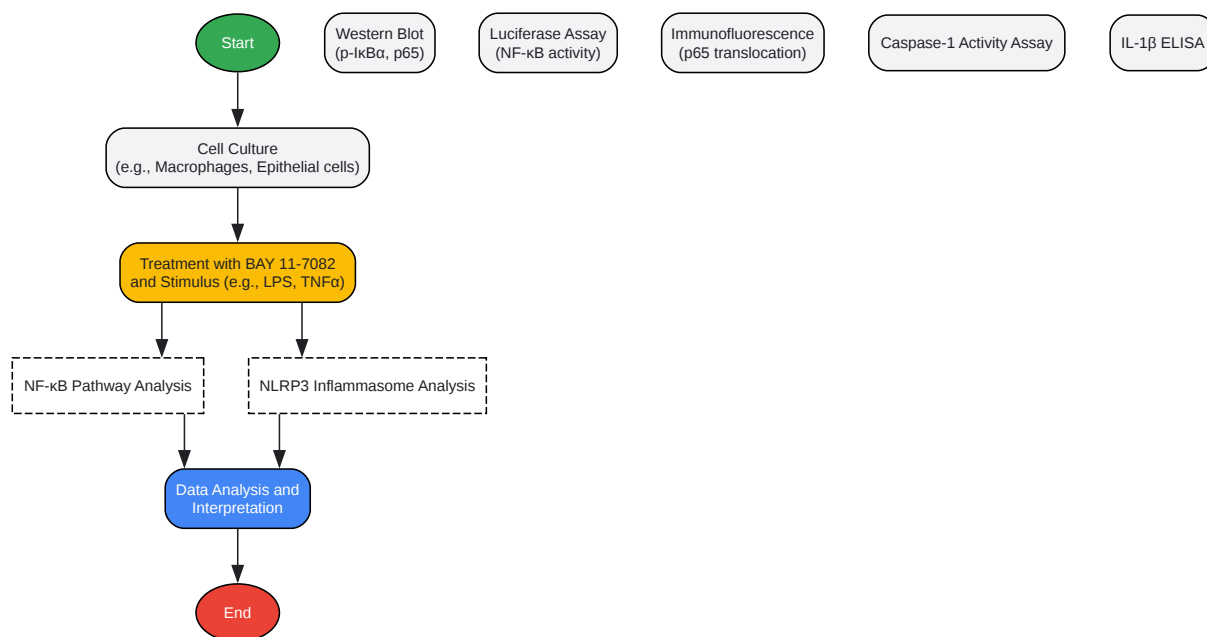 Start
Western Blot
(p-IκBα, p65)
Luciferase Assay
(NF-κB activity)
Immunofluorescence
(p65 translocation)
Caspase-1 Activity Assay
IL-1β ELISA
Cell Culture
(e.g., Macrophages, Epithelial cells)
Treatment with BAY 11-7082
and Stimulus (e.g., LPS, TNFα)
NF-κB Pathway Analysis
NLRP3 Inflammasome Analysis
Data Analysis and
Interpretation
End